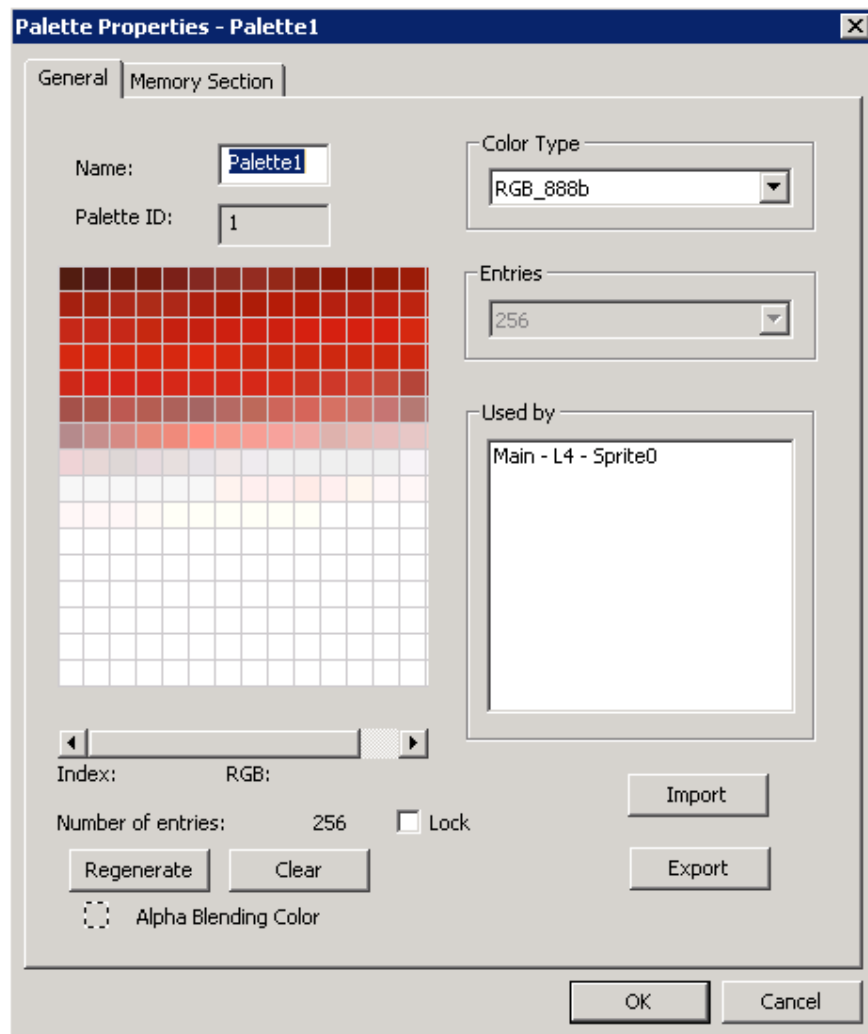 Palette Properties - Palette1
General
Memory Section
Name:
Palette1
Palette ID:
1
Color Type
RGB_888b
Entries
256
Used by
Main - L4 - Sprite0
Index:
RGB:
Number of entries:
256
Lock
Regenerate
Clear
Alpha Blending Color
Import
Export
OK
Cancel